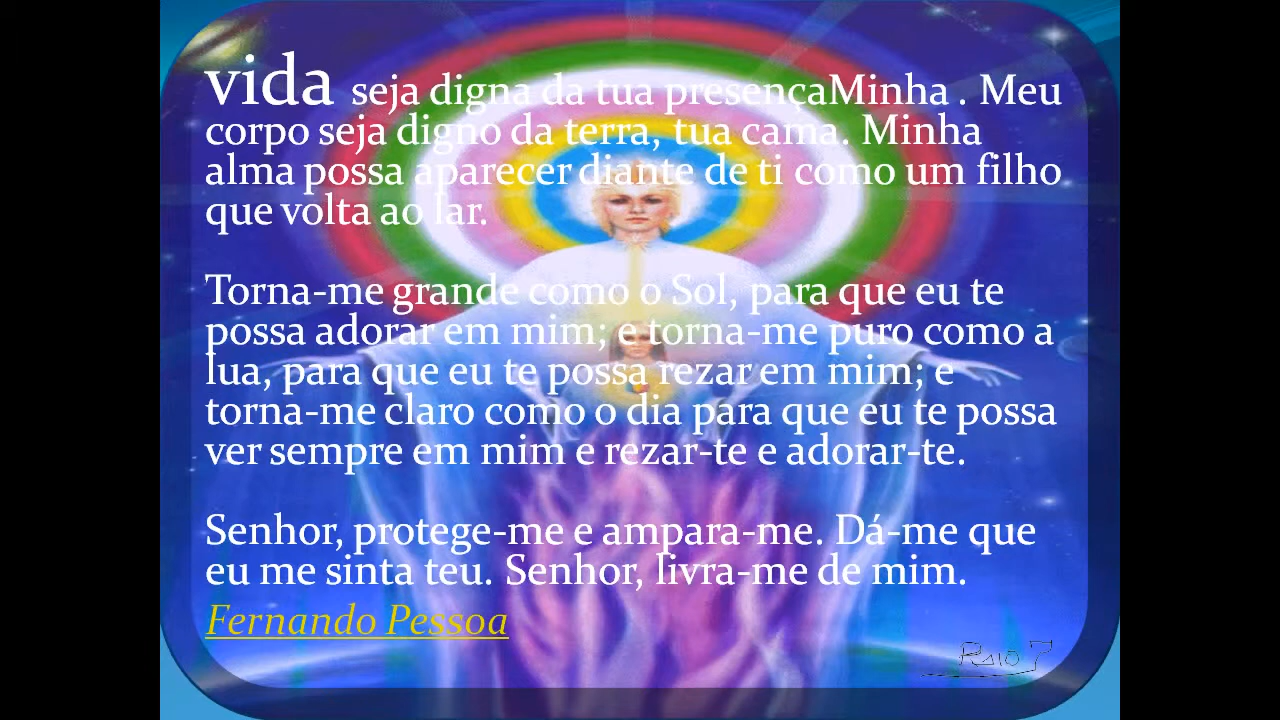 vida seja digna da tua presençaMinha . Meu
corpo seja digno da terra, tua cama. Minha
alma possa aparecer diante de ti como um filho
que volta ao lar.
Torna-me grande como o Sol, para que eu te
possa adorar em mim; e torna-me puro como a
lua, para que eu te possa rezar em mim; e
torna-me claro como o dia para que eu te possa
ver sempre em mim e rezar-te e adorar-te.
Senhor, protege-me e ampara-me. Dá-me que
eu me sinta teu. Senhor, livra-me de mim.
Fernando Pessoa
Raio 7